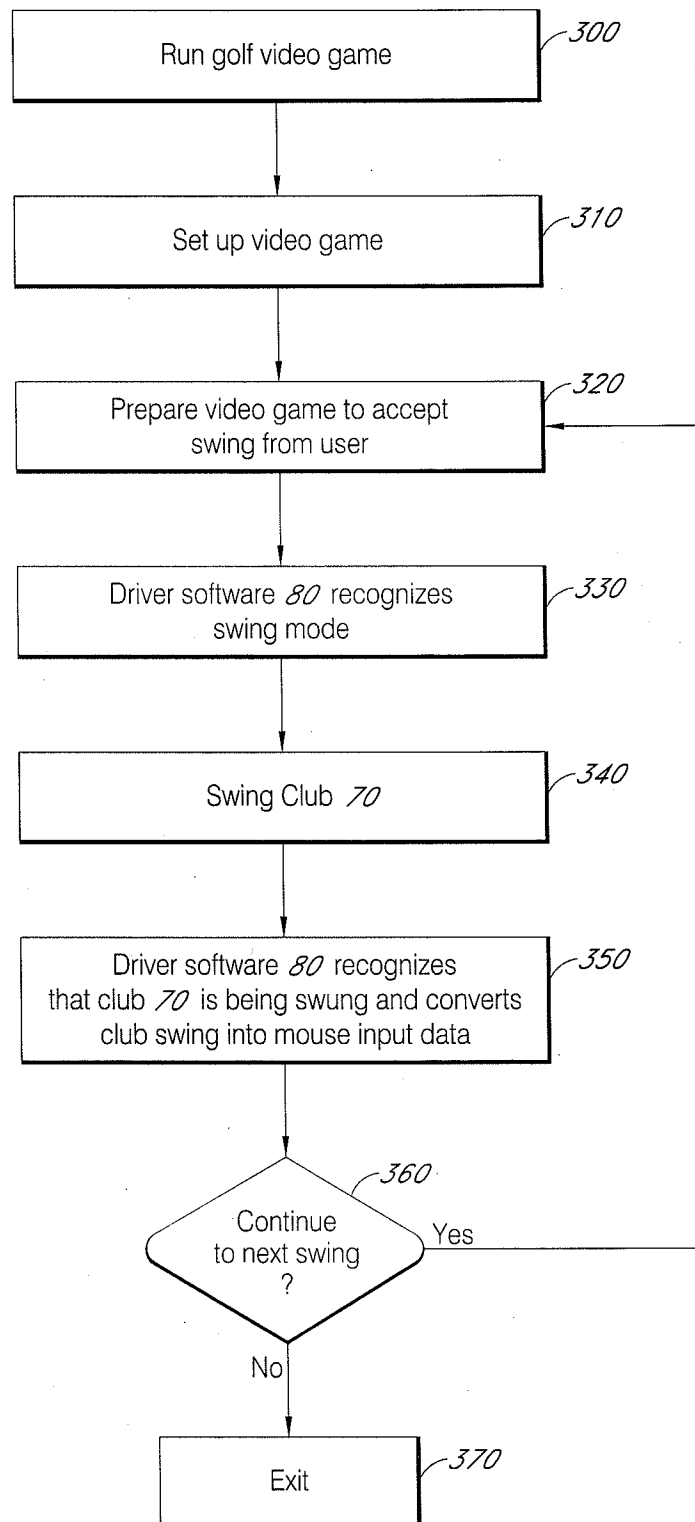 Run golf video game
300
Set up video game
310
Prepare video game to accept
swing from user
320
Driver software 80 recognizes
swing mode
330
Swing Club 70
340
Driver software 80 recognizes
that club 70 is being swung and converts
club swing into mouse input data
350
360
Continue
to next swing
?
Yes
No
Exit
370